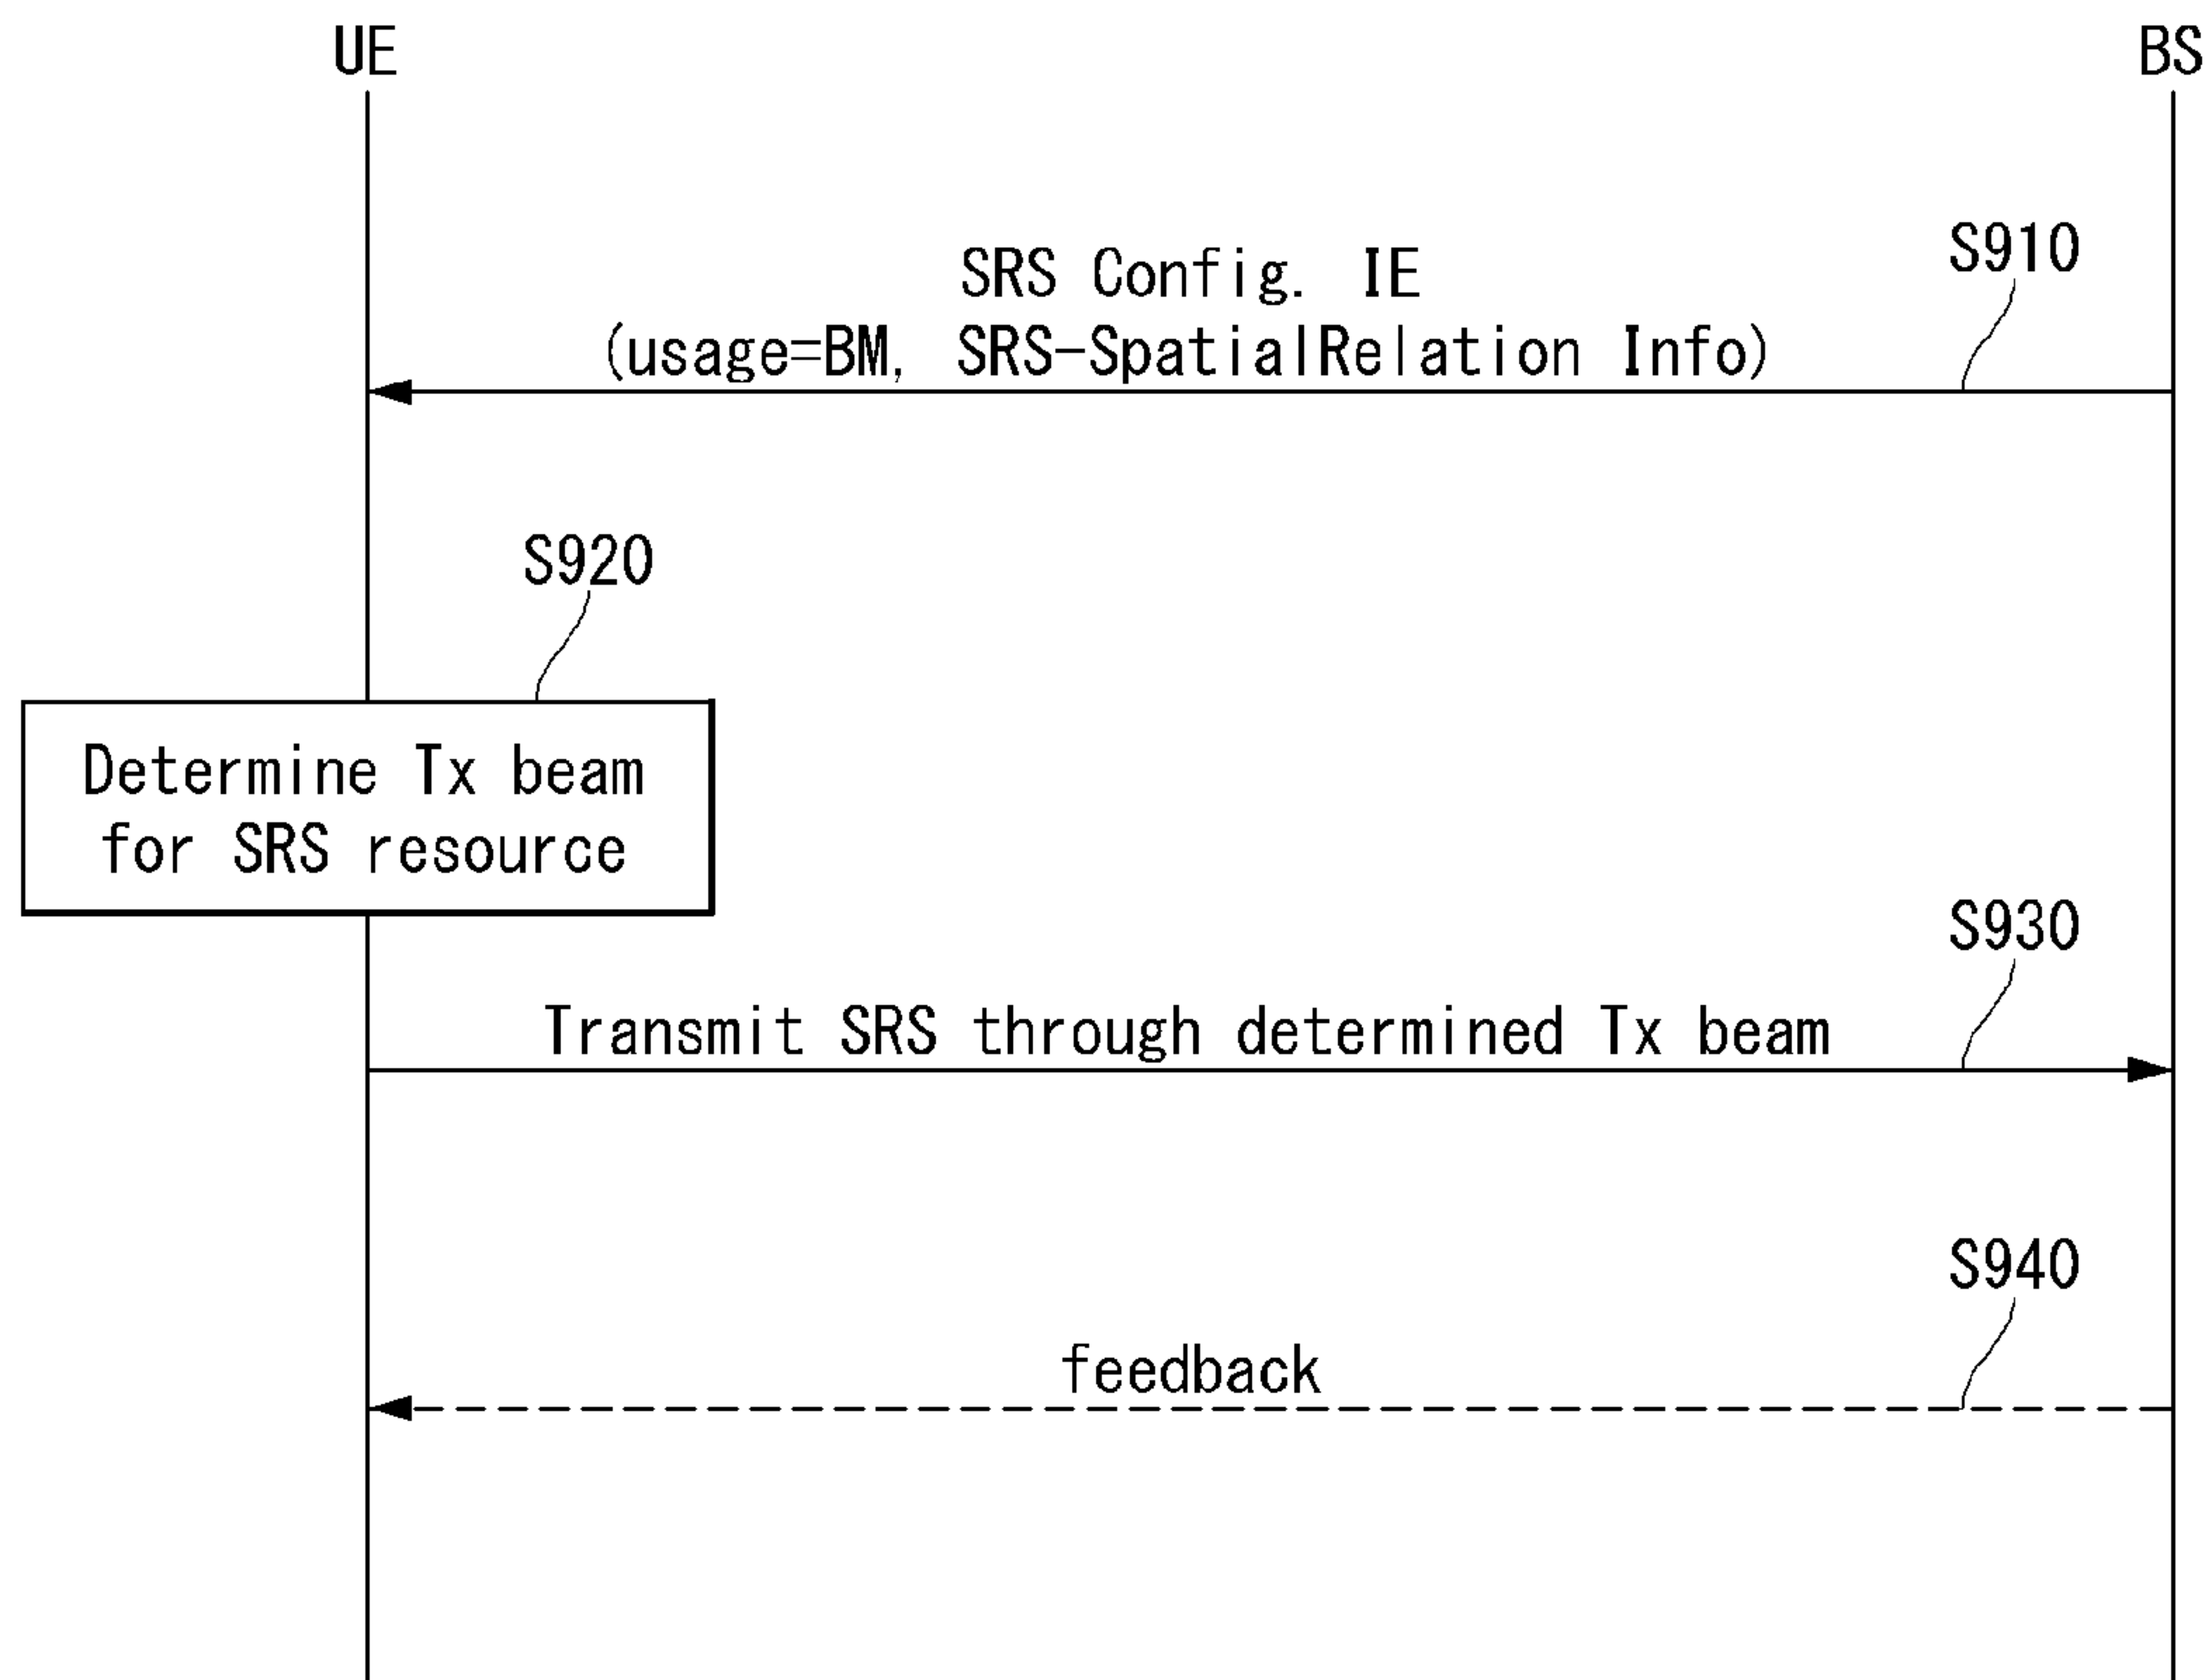 UE
BS
S910
SRS Config. IE
(usage=BM, SRS-SpatialRelation Info)
S920
Determine Tx beam
for SRS resource
S930
Transmit SRS through determined Tx beam
S940
feedback